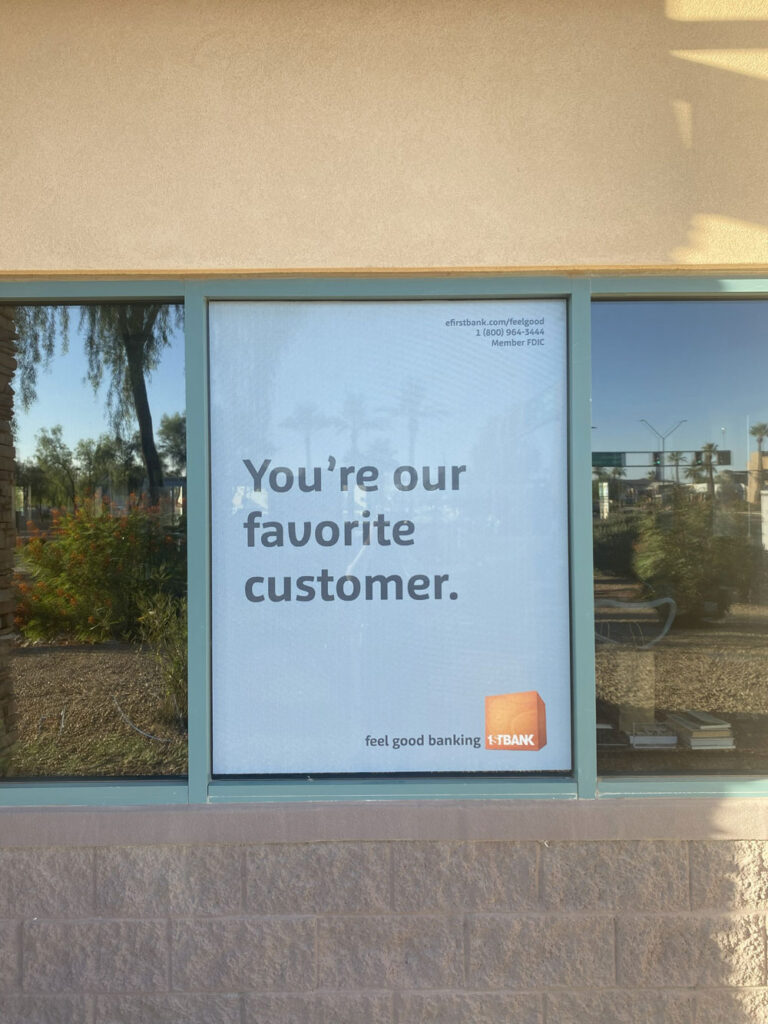 efirstbank.com/feelgood
1 (800) 964-3444
Member FDIC
You're our
favorite
customer.
feel good banking 1STBANK